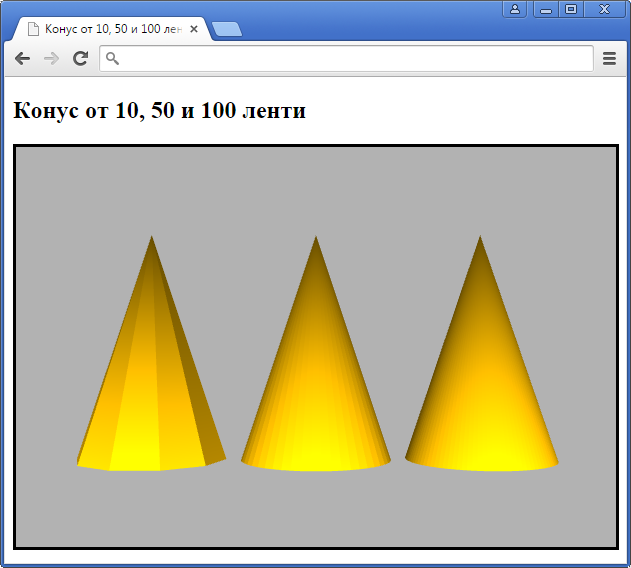 Конус от 10, 50 и 100 лен
Конус от 10, 50 и 100 ленти